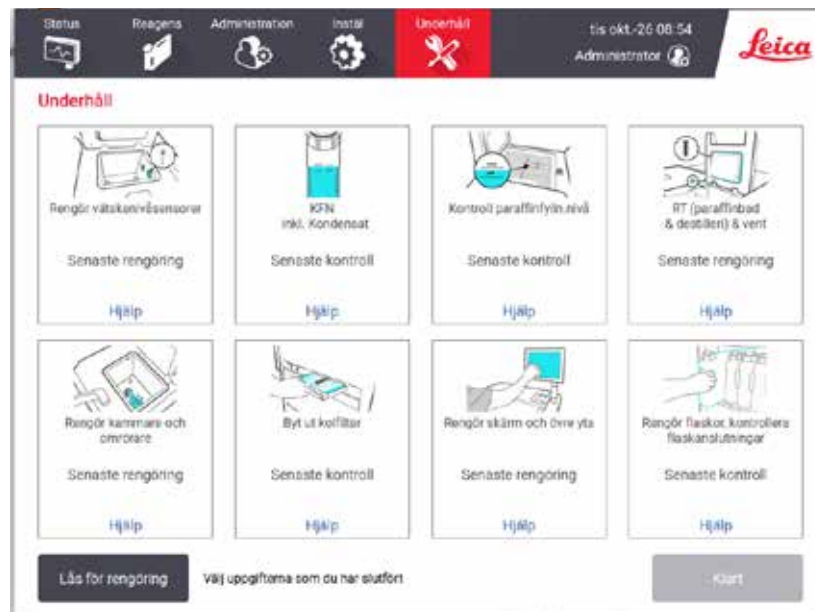 Status
Reagens
Administration
Inställ
Underhåll
tis okt.-26 08:54
Administrator
Leica
Underhåll
Rengör vätskenivåsensorer
Senaste rengöring
Hjälp
KFN
inkl. Kondensat
Senaste kontroll
Hjälp
Kontroll paraffinfylln.nivå
Senaste kontroll
Hjälp
RT (paraffinbad
& destilleri) & vent
Senaste rengöring
Hjälp
Rengör kammare och
omrörare
Senaste rengöring
Hjälp
Byt ut kolfilter
Senaste kontroll
Hjälp
Rengör skärm och övre yta
Senaste rengöring
Hjälp
Rengör flaskor, kontrollera
flaskanslutningar
Senaste kontroll
Hjälp
Lås för rengöring
Välj uppgifterna som du har slutfört
Klart